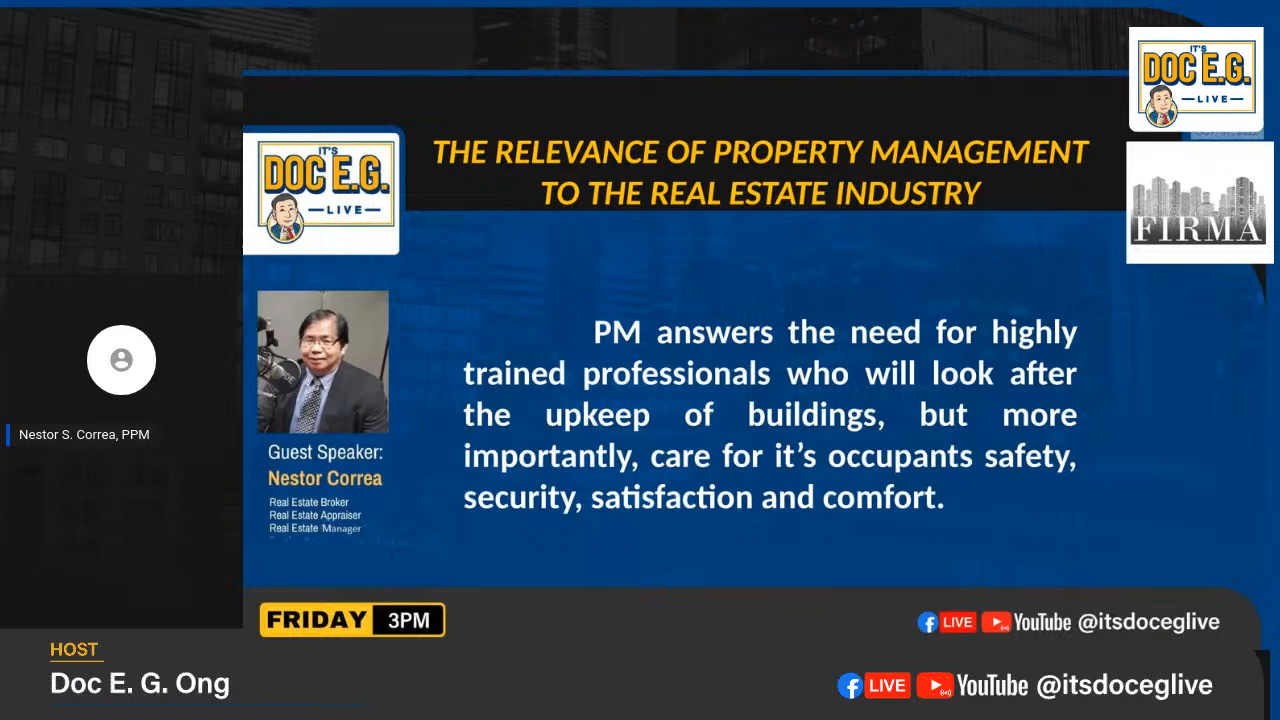 IT'S
DOC E.G.
LIVE
IT'S
DOC E.G.
LIVE
THE RELEVANCE OF PROPERTY MANAGEMENT
TO THE REAL ESTATE INDUSTRY
FIRMA
PM answers the need for highly
trained professionals who will look after
the upkeep of buildings, but more
importantly, care for it’s occupants safety,
security, satisfaction and comfort.
Nestor S. Correa, PPM
Guest Speaker:
Nestor Correa
Real Estate Broker
Real Estate Appraiser
Real Estate Manager
FRIDAY 3PM
LIVE YouTube @itsdoceglive
HOST
Doc E. G. Ong
LIVE YouTube @itsdoceglive